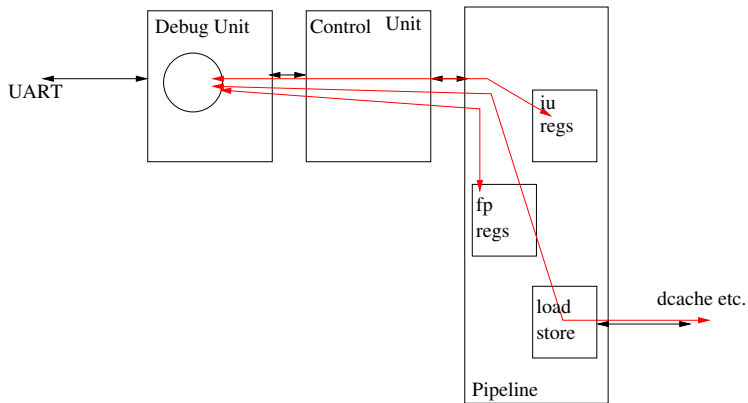 Debug Unit
Control Unit
UART
iu
regs
fp
regs
load
store
dcache etc.
Pipeline